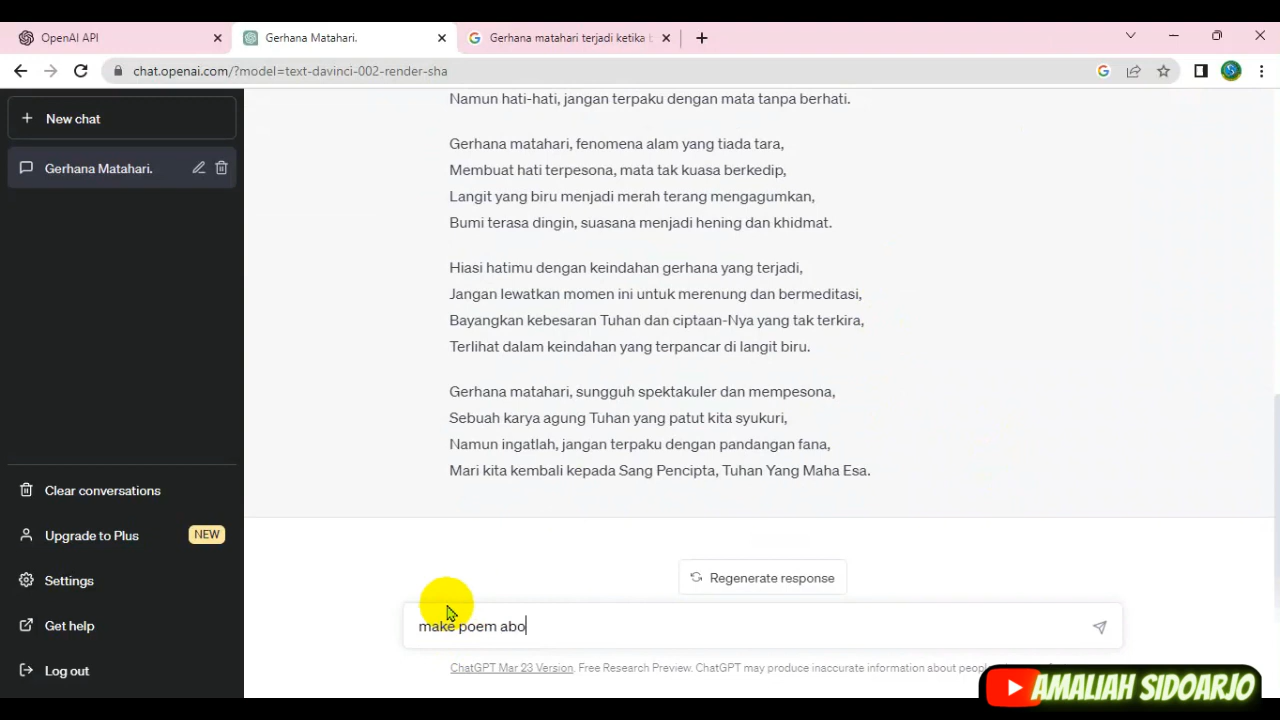 OpenAI API
Gerhana Matahari.
Gerhana matahari terjadi ketika
chat.openai.com/?model=text-davinci-002-render-sha
New chat
Gerhana Matahari.
Namun hati-hati, jangan terpaku dengan mata tanpa berhati.
Gerhana matahari, fenomena alam yang tiada tara,
Membuat hati terpesona, mata tak kuasa berkedip,
Langit yang biru menjadi merah terang mengagumkan,
Bumi terasa dingin, suasana menjadi hening dan khidmat.
Hiasi hatimu dengan keindahan gerhana yang terjadi,
Jangan lewatkan momen ini untuk merenung dan bermeditasi,
Bayangkan kebesaran Tuhan dan ciptaan-Nya yang tak terkira,
Terlihat dalam keindahan yang terpancar di langit biru.
Gerhana matahari, sungguh spektakuler dan mempesona,
Sebuah karya agung Tuhan yang patut kita syukuri,
Namun ingatlah, jangan terpaku dengan pandangan fana,
Mari kita kembali kepada Sang Pencipta, Tuhan Yang Maha Esa.
Clear conversations
Upgrade to Plus NEW
Settings
Get help
Log out
Regenerate response
make poem abo
ChatGPT Mar 23 Version. Free Research Preview. ChatGPT may produce inaccurate information about
AMALIAH SIDOARJO